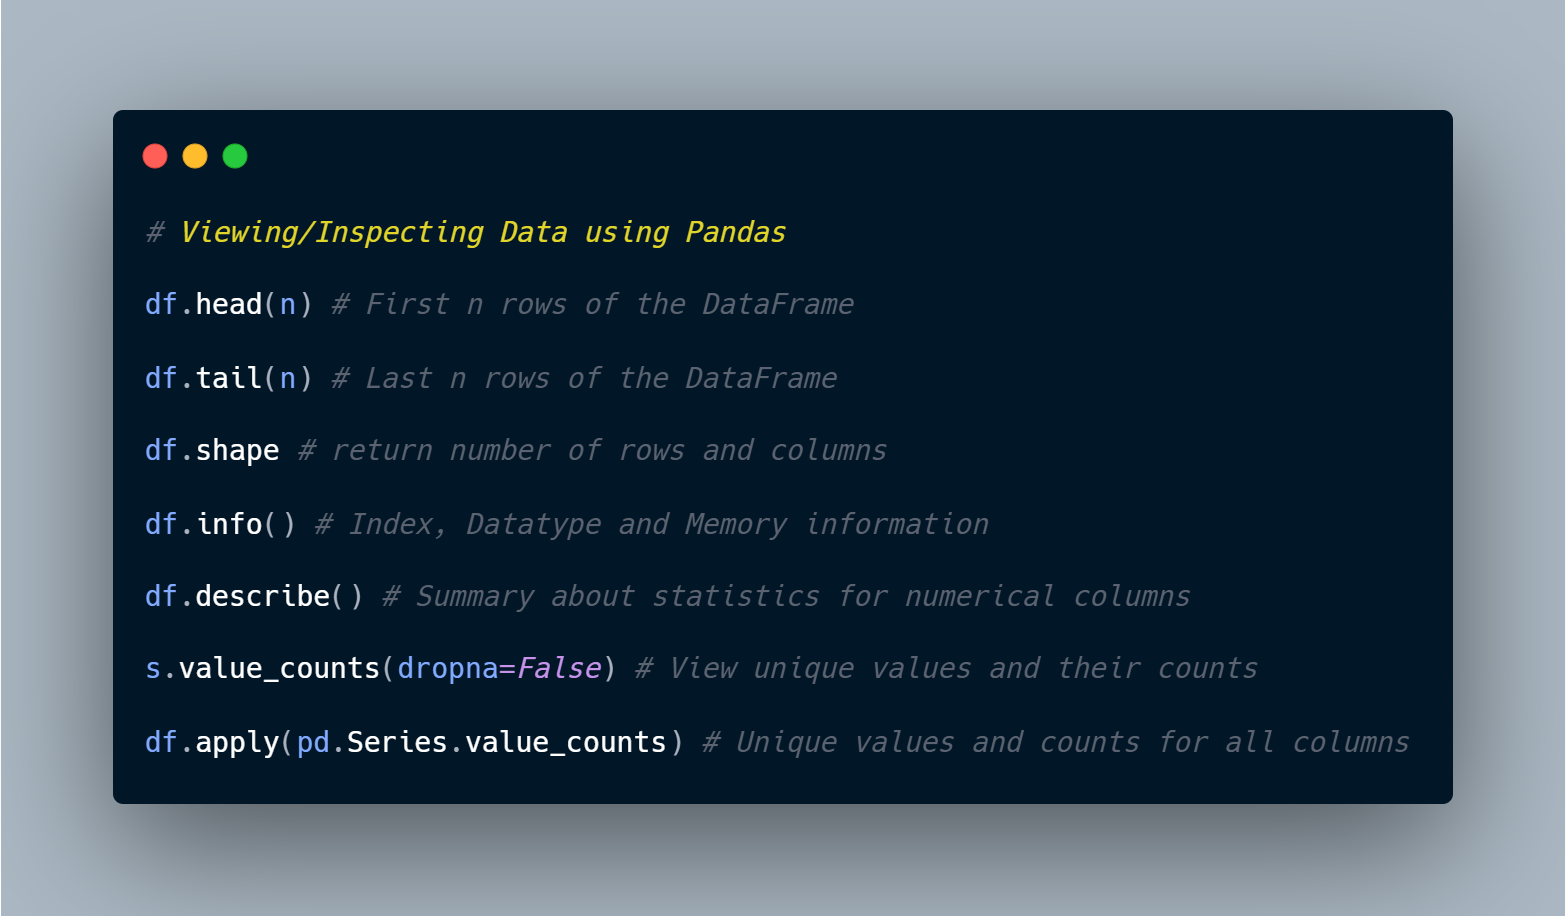 # Viewing/Inspecting Data using Pandas
df.head(n) # First n rows of the DataFrame
df.tail(n) # Last n rows of the DataFrame
df.shape # return number of rows and columns
df.info() # Index, Datatype and Memory information
df.describe() # Summary about statistics for numerical columns
s.value_counts(dropna=False) # View unique values and their counts
df.apply(pd.Series.value_counts) # Unique values and counts for all columns